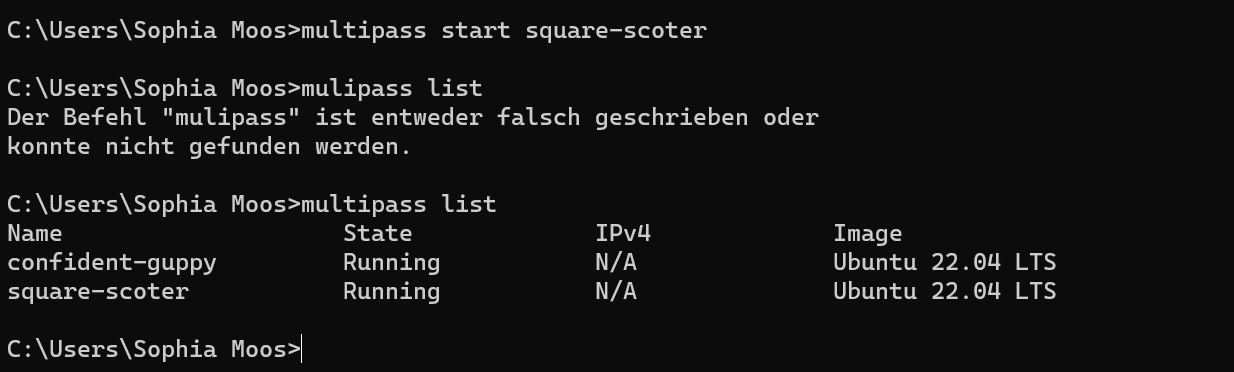 C:\Users\Sophia Moos>multipass start square-scoter
C:\Users\Sophia Moos>mulipass list
Der Befehl "mulipass" ist entweder falsch geschrieben oder
konnte nicht gefunden werden.
C:\Users\Sophia Moos>multipass list
Name State IPv4 Image
confident-guppy Running N/A Ubuntu 22.04 LTS
square-scoter Running N/A Ubuntu 22.04 LTS
C:\Users\Sophia Moos>